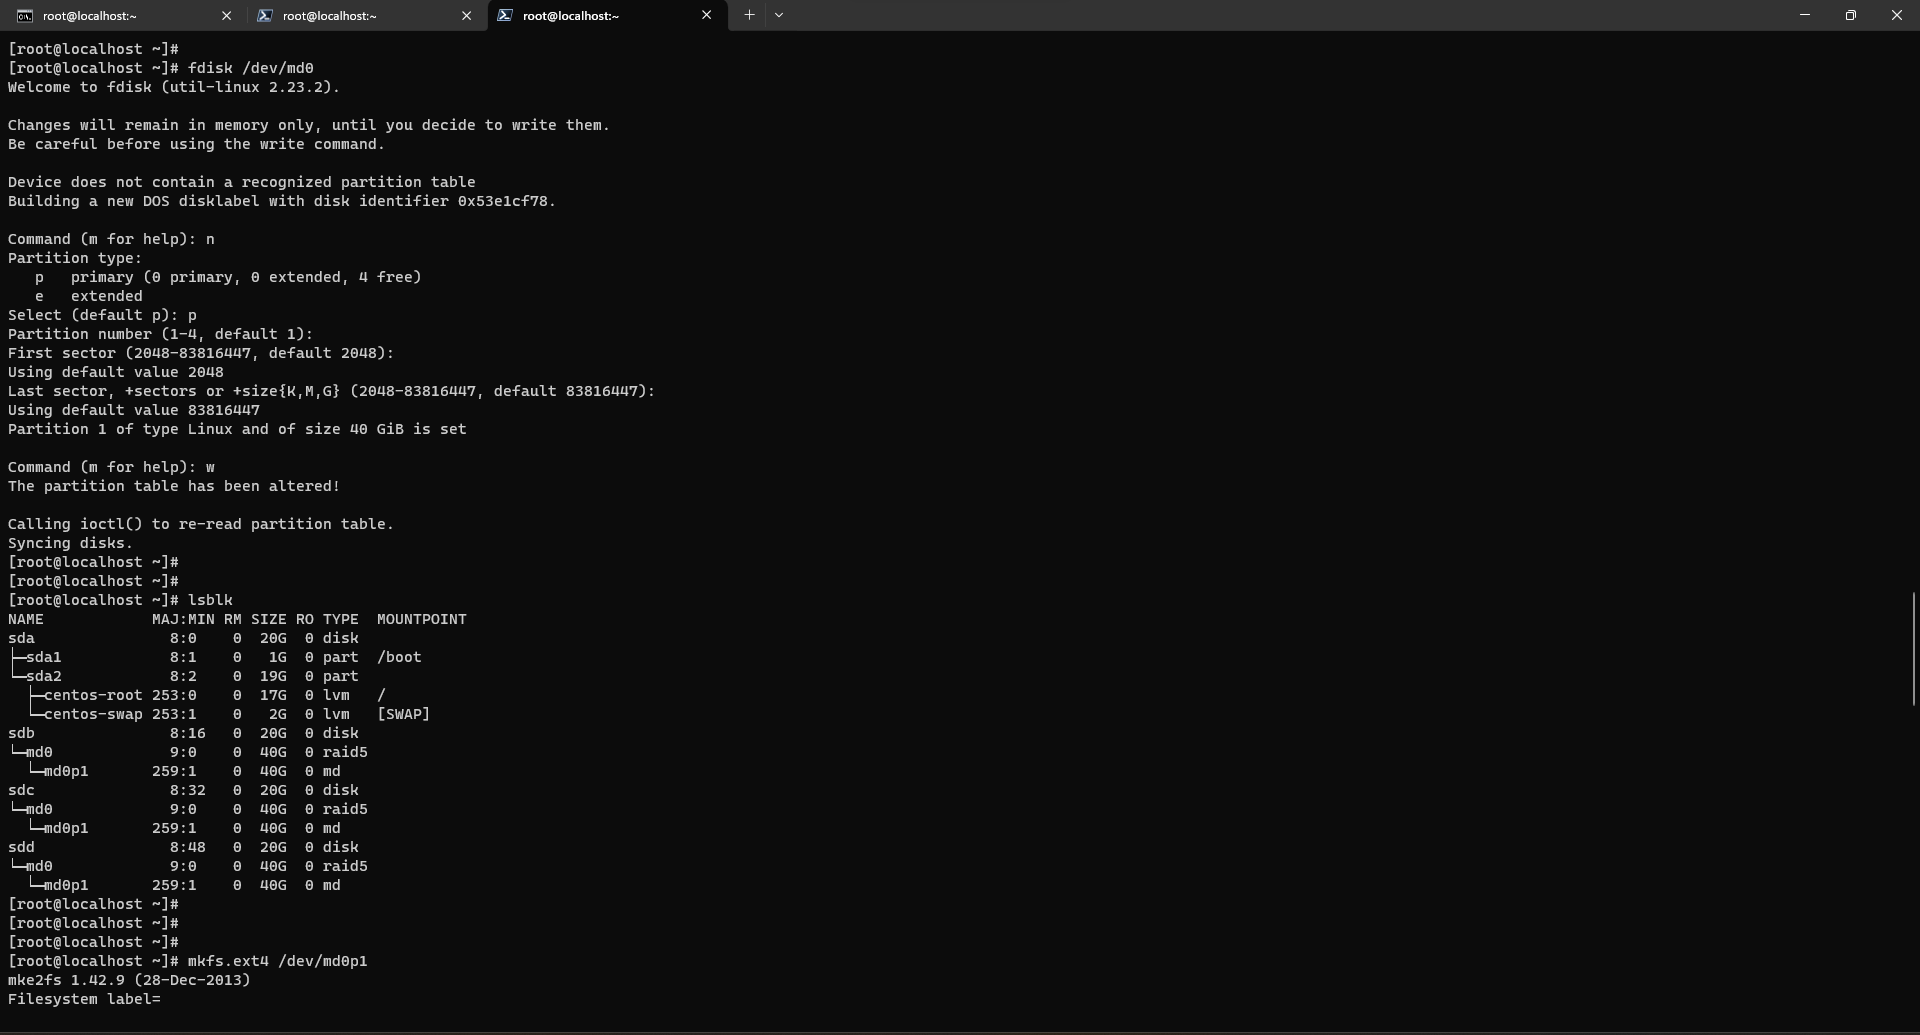 root@localhost:~ root@localhost:~ root@localhost:~
[root@localhost ~]#
[root@localhost ~]# fdisk /dev/md0
Welcome to fdisk (util-linux 2.23.2).

Changes will remain in memory only, until you decide to write them.
Be careful before using the write command.

Device does not contain a recognized partition table
Building a new DOS disklabel with disk identifier 0x53e1cf78.

Command (m for help): n
Partition type:
   p   primary (0 primary, 0 extended, 4 free)
   e   extended
Select (default p): p
Partition number (1-4, default 1):
First sector (2048-83816447, default 2048):
Using default value 2048
Last sector, +sectors or +size{K,M,G} (2048-83816447, default 83816447):
Using default value 83816447
Partition 1 of type Linux and of size 40 GiB is set

Command (m for help): w
The partition table has been altered!

Calling ioctl() to re-read partition table.
Syncing disks.
[root@localhost ~]#
[root@localhost ~]#
[root@localhost ~]# lsblk
NAME            MAJ:MIN RM SIZE RO TYPE  MOUNTPOINT
sda               8:0    0  20G  0 disk
├─sda1            8:1    0   1G  0 part  /boot
└─sda2            8:2    0  19G  0 part
  ├─centos-root 253:0    0  17G  0 lvm   /
  └─centos-swap 253:1    0   2G  0 lvm   [SWAP]
sdb               8:16   0  20G  0 disk
└─md0             9:0    0  40G  0 raid5
  └─md0p1       259:1    0  40G  0 md
sdc               8:32   0  20G  0 disk
└─md0             9:0    0  40G  0 raid5
  └─md0p1       259:1    0  40G  0 md
sdd               8:48   0  20G  0 disk
└─md0             9:0    0  40G  0 raid5
  └─md0p1       259:1    0  40G  0 md
[root@localhost ~]#
[root@localhost ~]#
[root@localhost ~]#
[root@localhost ~]# mkfs.ext4 /dev/md0p1
mke2fs 1.42.9 (28-Dec-2013)
Filesystem label=